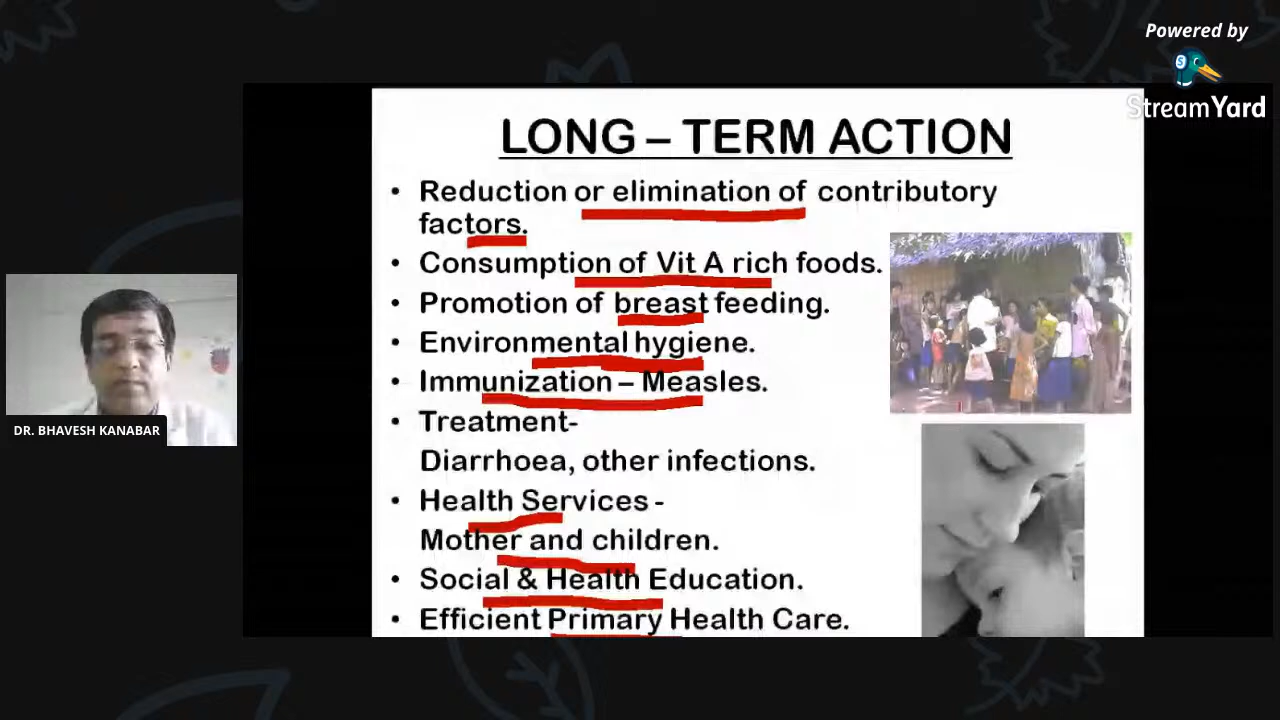 Powered by
StreamYard
LONG – TERM ACTION
• Reduction or elimination of contributory
factors.
• Consumption of Vit A rich foods.
• Promotion of breast feeding.
• Environmental hygiene.
• Immunization – Measles.
• Treatment-
Diarrhoea, other infections.
• Health Services -
Mother and children.
• Social & Health Education.
• Efficient Primary Health Care.
DR. BHAVESH KANABAR